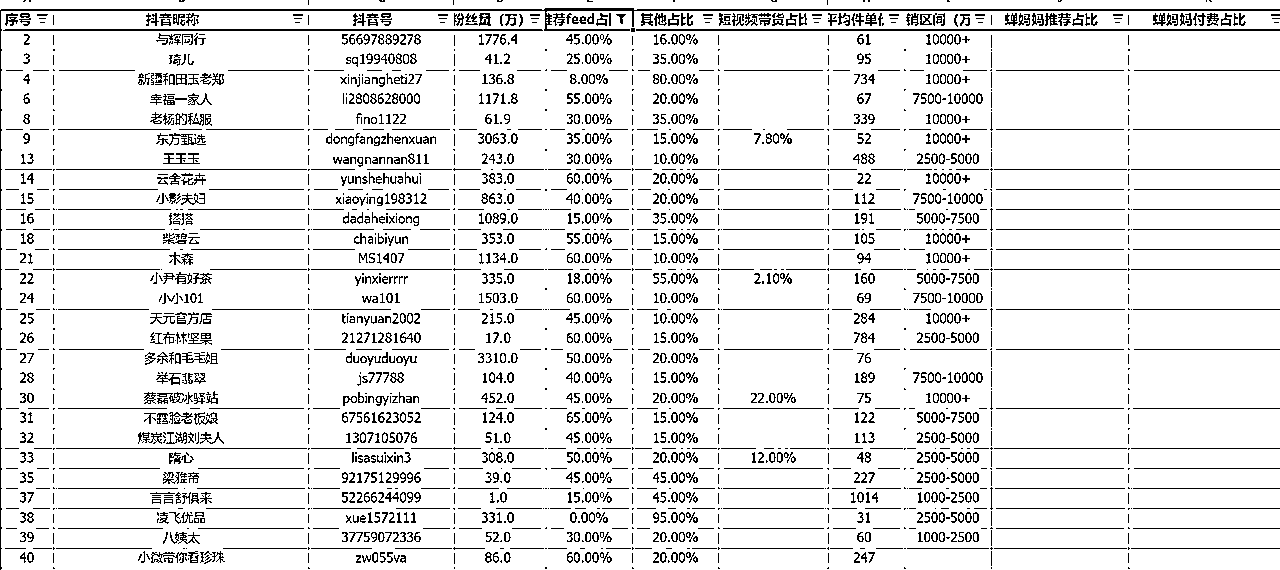 序号 抖音昵称 抖音号 粉丝量（万） 推荐feed占 其他占比 短视频带货占比 平均件单 销区间（万 蝉妈妈推荐占比 蝉妈妈付费占比
2 与辉同行 56697889278 1776.4 45.00% 16.00% 61 10000+
3 琦儿 sq19940808 41.2 25.00% 35.00% 95 10000+
4 新疆和田玉老郑 xinjiangheti27 136.8 8.00% 80.00% 734 10000+
6 幸福一家人 li2808628000 1171.8 55.00% 20.00% 67 7500-10000
8 老杨的私服 fino1122 61.9 30.00% 35.00% 339 10000+
9 东方甄选 dongfangzhenxuan 3063.0 35.00% 15.00% 7.80% 52 10000+
13 王玉玉 wangnannan811 243.0 30.00% 10.00% 488 2500-5000
14 云舍花卉 yunshehuahui 383.0 60.00% 20.00% 22 10000+
15 小影夫妇 xiaoying198312 863.0 40.00% 20.00% 112 7500-10000
16 搭搭 dadaheixiong 1089.0 15.00% 35.00% 191 5000-7500
18 柴碧云 chaibiyun 353.0 55.00% 15.00% 105 10000+
21 木森 MS1407 1134.0 60.00% 10.00% 94 10000+
22 小尹有好茶 yinxierrrr 335.0 18.00% 55.00% 2.10% 160 5000-7500
24 小小101 wa101 1503.0 60.00% 10.00% 69 7500-10000
25 天元官方店 tianyuan2002 215.0 45.00% 10.00% 284 10000+
26 红布林坚果 21271281640 17.0 60.00% 15.00% 784 2500-5000
27 多余和毛毛姐 duoyuduoyu 3310.0 50.00% 20.00% 76
28 举石翡翠 js77788 104.0 40.00% 15.00% 189 7500-10000
30 蔡磊破冰驿站 pobingyizhan 452.0 45.00% 20.00% 22.00% 75 10000+
31 不露脸老板娘 67561623052 124.0 65.00% 15.00% 122 5000-7500
32 煤炭江湖刘夫人 1307105076 51.0 45.00% 15.00% 113 2500-5000
33 隋心 lisasuixin3 308.0 50.00% 20.00% 12.00% 48 2500-5000
35 梁雅帝 92175129996 39.0 45.00% 45.00% 227 2500-5000
37 言言舒俱来 52266244099 1.0 15.00% 45.00% 1014 1000-2500
38 凌飞优品 xue1572111 331.0 0.00% 95.00% 31 2500-5000
39 八姨太 37759072336 52.0 30.00% 20.00% 60 1000-2500
40 小微带你看珍珠 zw055va 86.0 60.00% 20.00% 247